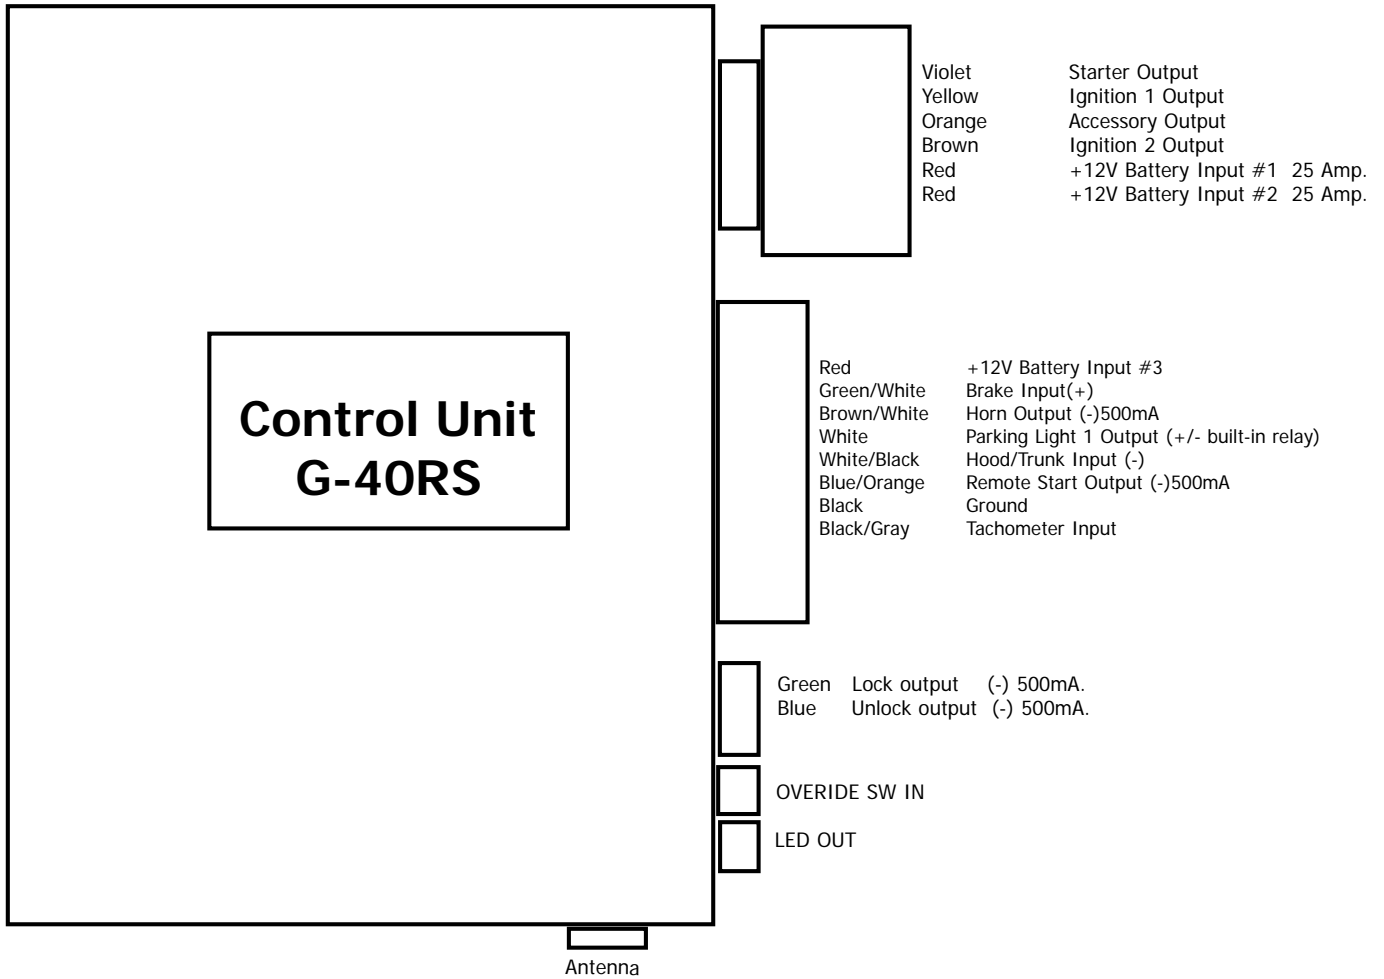 Violet Starter Output
Yellow Ignition 1 Output
Orange Accessory Output
Brown Ignition 2 Output
Red +12V Battery Input #1 25 Amp.
Red +12V Battery Input #2 25 Amp.
Control Unit
G-40RS
Red +12V Battery Input #3
Green/White Brake Input(+)
Brown/White Horn Output (-)500mA
White Parking Light 1 Output (+/- built-in relay)
White/Black Hood/Trunk Input (-)
Blue/Orange Remote Start Output (-)500mA
Black Ground
Black/Gray Tachometer Input
Green Lock output (-) 500mA.
Blue Unlock output (-) 500mA.
OVERIDE SW IN
LED OUT
Antenna